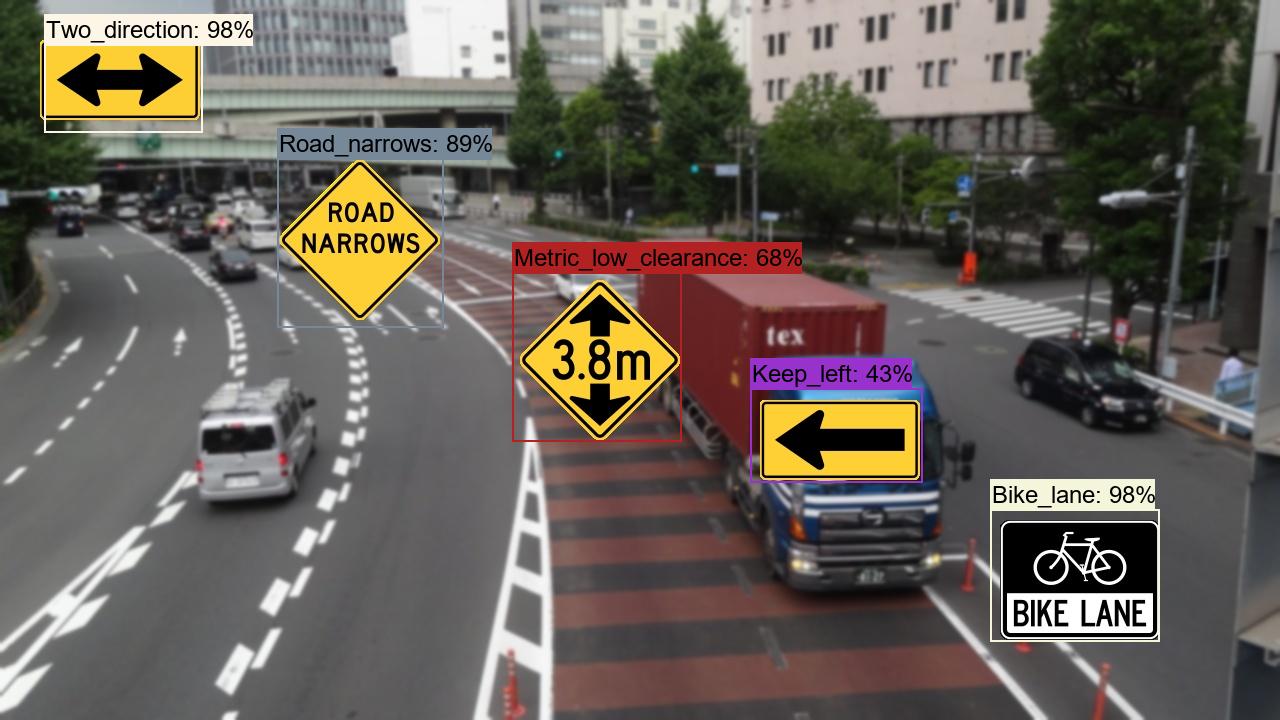 Two_direction: 98%
Road_narrows: 89%
ROAD
NARROWS
Metric_low_clearance: 68%
3.8m
tex
Keep_left: 43%
Bike_lane: 98%
BIKE LANE